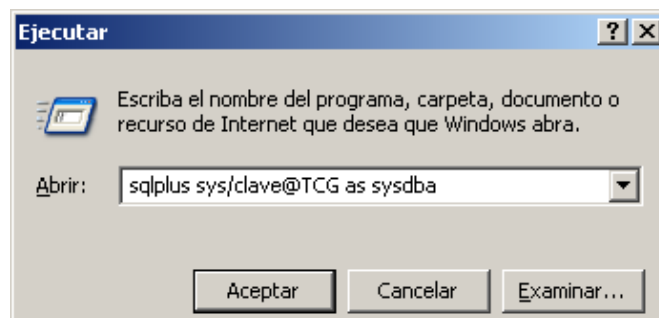 Ejecutar
Escriba el nombre del programa, carpeta, documento o
recurso de Internet que desea que Windows abra.
Abrir: sqlplus sys/clave@TCG as sysdba
Aceptar Cancelar Examinar...